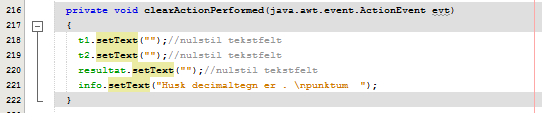 216 private void clearActionPerformed(java.awt.event.ActionEvent evt)
217 {
218 t1.setText("");//nulstil tekstfelt
219 t2.setText("");//nulstil tekstfelt
220 resultat.setText("");//nulstil tekstfelt
221 info.setText("Husk decimaltegn er . \npunktum  ");
222 }